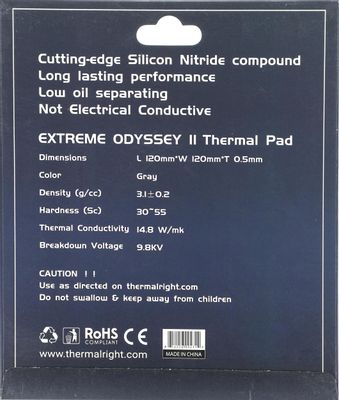 Cutting-edge Silicon Nitride compound
Long lasting performance
Low oil separating
Not Electrical Conductive
EXTREME ODYSSEY II Thermal Pad
Dimensions L 120mm*W 120mm*T 0.5mm
Color Gray
Density (g/cc) 3.1±0.2
Hardness (Sc) 30~55
Thermal Conductivity 14.8 W/mk
Breakdown Voltage 9.8KV
CAUTION ! !
Use as directed on thermalright.com
Do not swallow & keep away from children
RoHS
COMPLIANT
CE
www.thermalright.com
MADE IN CHINA